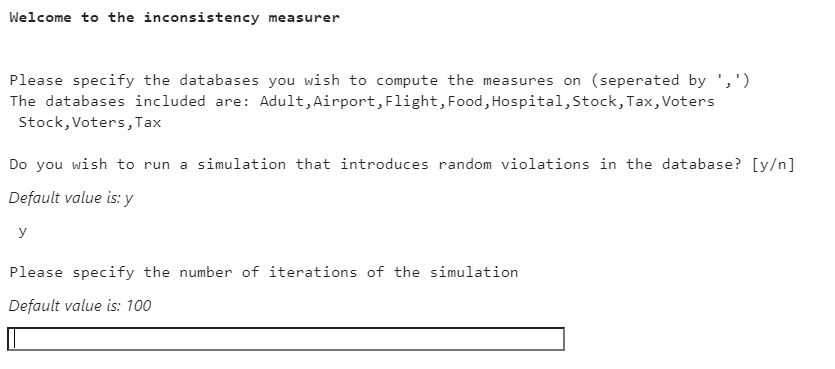 Welcome to the inconsistency measurer
Please specify the databases you wish to compute the measures on (seperated by ',')
The databases included are: Adult,Airport,Flight,Food,Hospital,Stock,Tax,Voters
Stock,Voters,Tax
Do you wish to run a simulation that introduces random violations in the database? [y/n]
Default value is: y
y
Please specify the number of iterations of the simulation
Default value is: 100